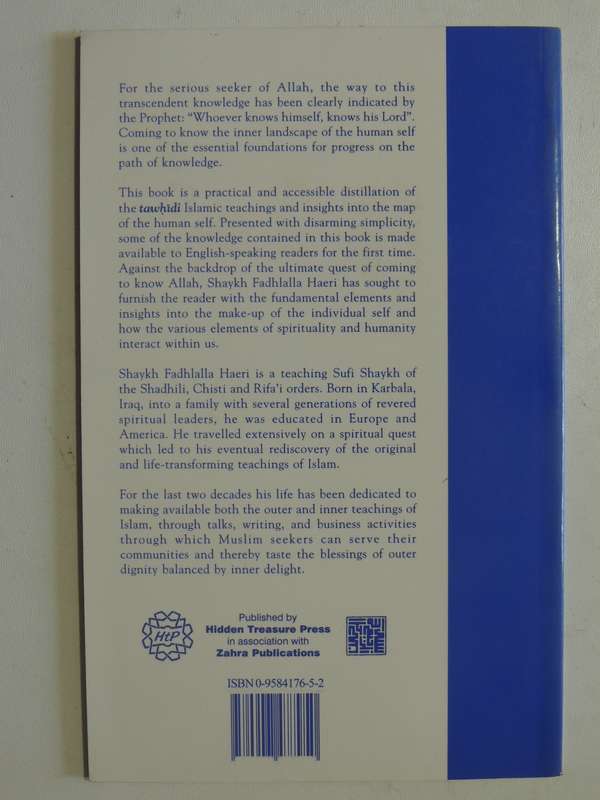 For the serious seeker of Allah, the way to this
transcendent knowledge has been clearly indicated by
the Prophet: “Whoever knows himself, knows his Lord”.
Coming to know the inner landscape of the human self
is one of the essential foundations for progress on the
path of knowledge.
This book is a practical and accessible distillation of
the tawḥīdi Islamic teachings and insights into the map
of the human self. Presented with disarming simplicity,
some of the knowledge contained in this book is made
available to English-speaking readers for the first time.
Against the backdrop of the ultimate quest of coming
to know Allah, Shaykh Fadhlalla Haeri has sought to
furnish the reader with the fundamental elements and
insights into the make-up of the individual self and
how the various elements of spirituality and humanity
interact within us.
Shaykh Fadhlalla Haeri is a teaching Sufi Shaykh of
the Shadhili, Chisti and Rifa'i orders. Born in Karbala,
Iraq, into a family with several generations of revered
spiritual leaders, he was educated in Europe and
America. He travelled extensively on a spiritual quest
which led to his eventual rediscovery of the original
and life-transforming teachings of Islam.
For the last two decades his life has been dedicated to
making available both the outer and inner teachings of
Islam, through talks, writing, and business activities
through which Muslim seekers can serve their
communities and thereby taste the blessings of outer
dignity balanced by inner delight.
HtP
Published by
Hidden Treasure Press
in association with
Zahra Publications
ISBN 0-9584176-5-2